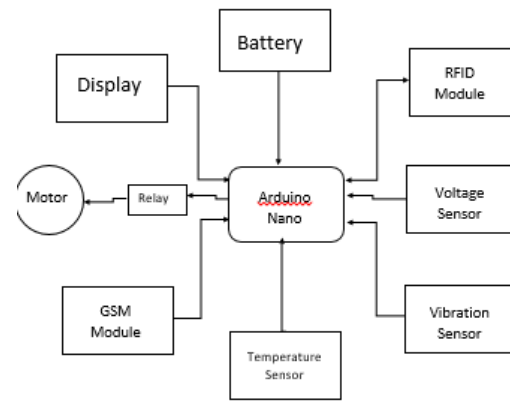 Battery
Display
RFID
Module
Motor
Relay
Arduino
Nano
Voltage
Sensor
GSM
Module
Temperature
Sensor
Vibration
Sensor